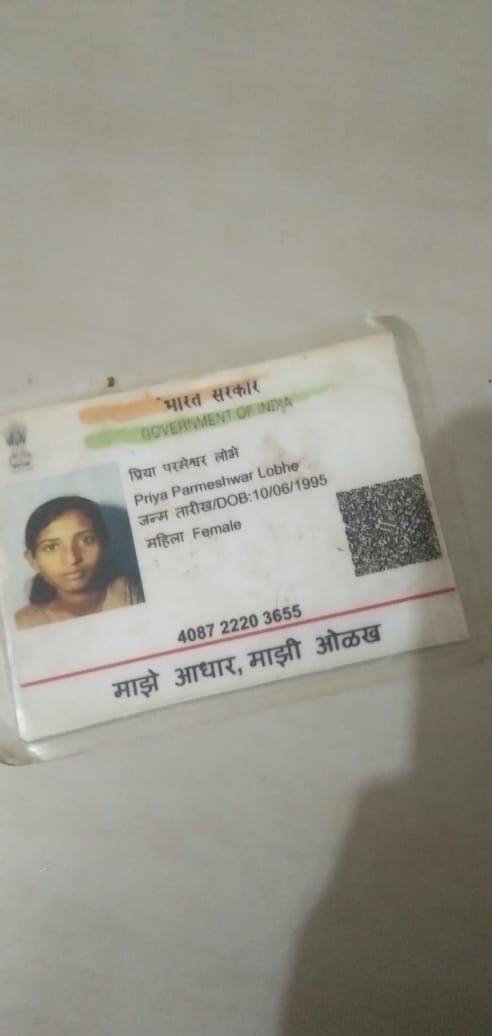 भारत सरकार
GOVERNMENT OF INDIA
प्रिया परमेश्वर लोभे
Priya Parmeshwar Lobhe
जन्म तारीख/DOB:10/06/1995
महिला Female
4087 2220 3655
माझे आधार, माझी ओळख